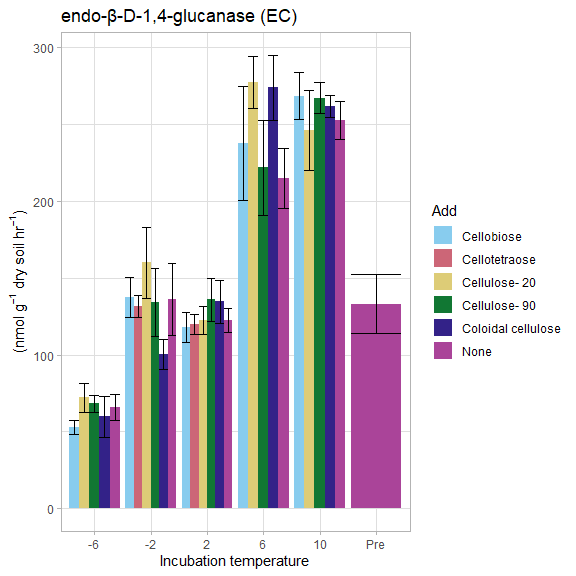 endo-β-D-1,4-glucanase (EC)
300
200
100
0
(nmol g⁻¹ dry soil hr⁻¹)
-6
-2
2
6
10
Pre
Incubation temperature
Add
Cellobiose
Cellotetraose
Cellulose- 20
Cellulose- 90
Coloidal cellulose
None